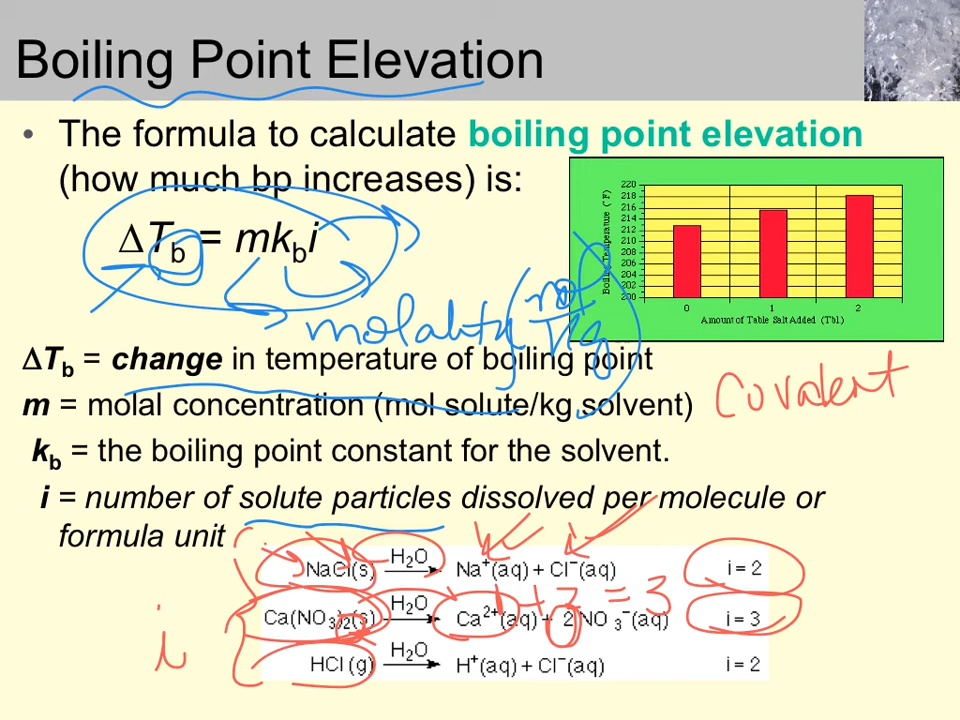 Boiling Point Elevation
• The formula to calculate boiling point elevation
(how much bp increases) is:
ΔT_b = mk_b i
molality (mol/kg)
220
218
216
214
212
210
208
206
204
202
200
Boiling Temperature (°F)
0 1 2
Amount of Table Salt Added (Tbl)
ΔT_b = change in temperature of boiling point
m = molal concentration (mol solute/kg solvent)
Covalent
k_b = the boiling point constant for the solvent.
i = number of solute particles dissolved per molecule or
formula unit
NaCl(s) H₂O → Na⁺(aq) + Cl⁻(aq) i = 2
1 + 2 = 3
Ca(NO₃)₂(s) H₂O → Ca²⁺(aq) + 2 NO₃⁻(aq) i = 3
i
HCl(g) H₂O → H⁺(aq) + Cl⁻(aq) i = 2